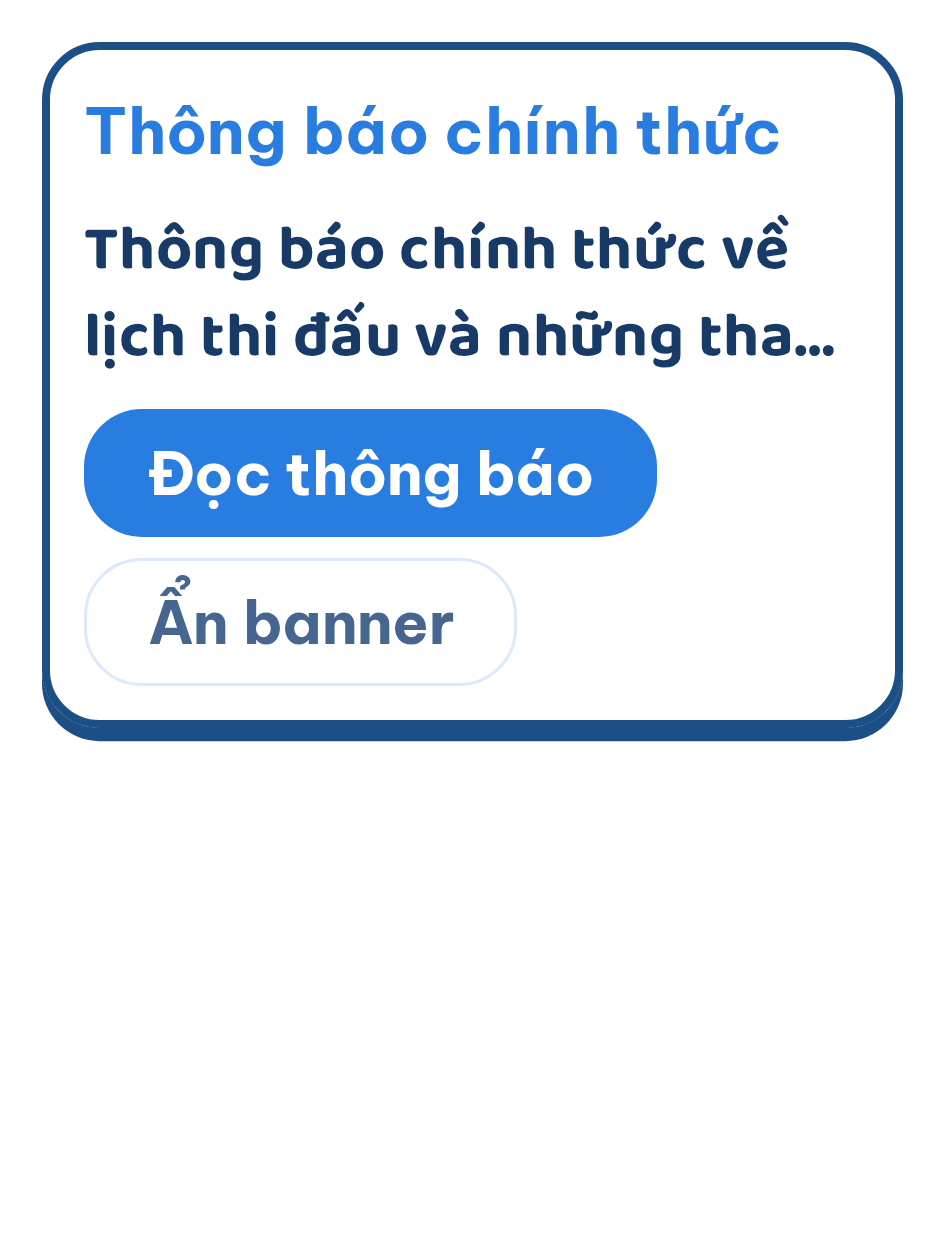 Thông báo chính thức
Thông báo chính thức về
lịch thi đấu và những tha...
Đọc thông báo
Ẩn banner